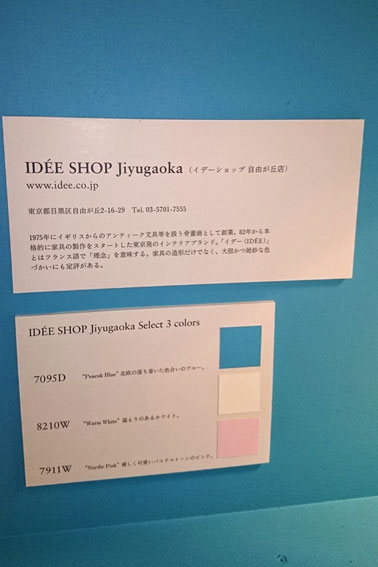 IDÉE SHOP Jiyugaoka（イデーショップ 自由が丘店）
www.idee.co.jp
東京都目黒区自由が丘2-16-29　Tel. 03-5701-7555
1975年にイギリスからのアンティーク文具等を扱う骨董商として創業、82年から本
格的に家具の製作をスタートした東京発のインテリアブランド。「イデー（IDÉE）」
とはフランス語で「理念」を意味する。家具の造形だけでなく、大胆かつ絶妙な色
づかいにも定評がある。
IDÉE SHOP Jiyugaoka Select 3 colors
7095D　"Peacok Blue" 北欧の落ち着いた色合いのブルー。
8210W　"Warm White" 温もりのあるホワイト。
7911W　"Nordic Pink" 優しく可愛いパステルトーンのピンク。